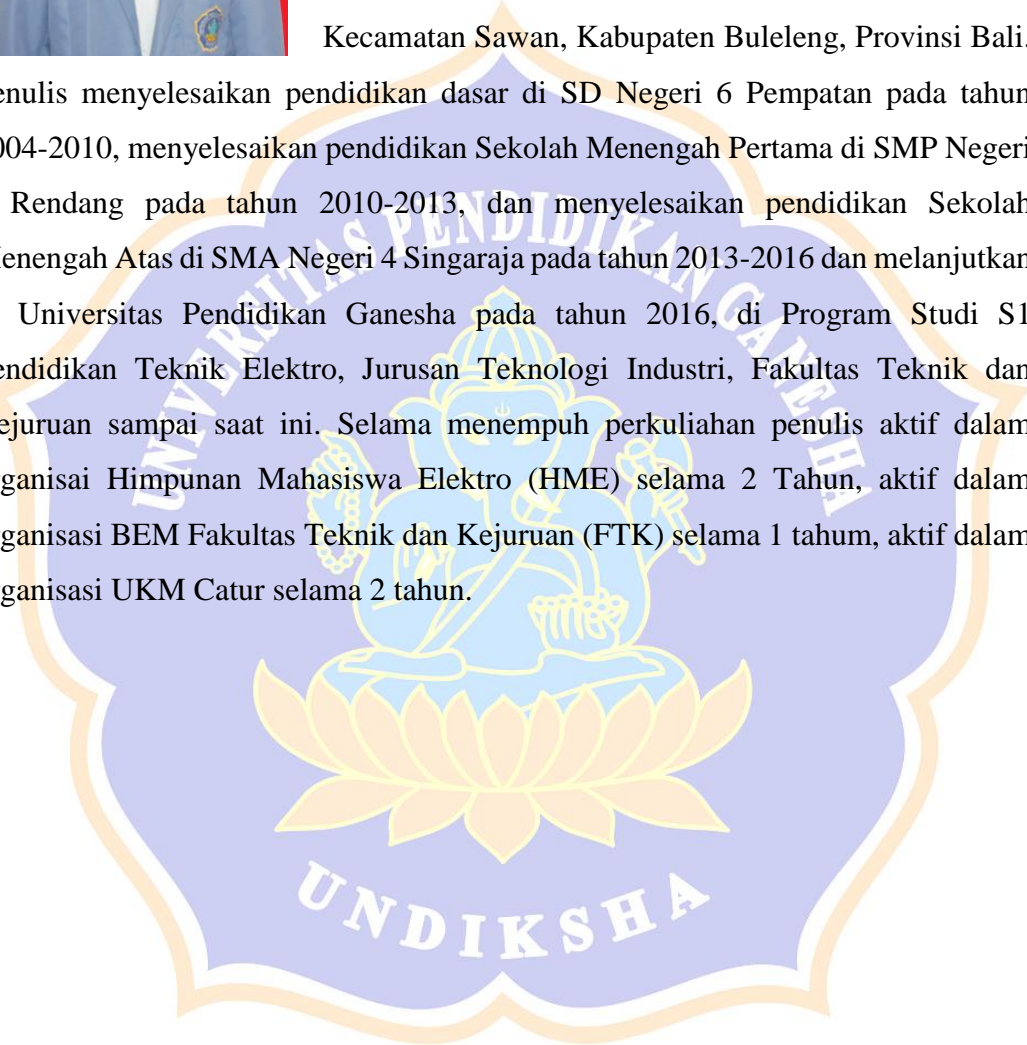 Kecamatan Sawan, Kabupaten Buleleng, Provinsi Bali.
enulis menyelesaikan pendidikan dasar di SD Negeri 6 Pempatan pada tahun
004-2010, menyelesaikan pendidikan Sekolah Menengah Pertama di SMP Negeri
Rendang pada tahun 2010-2013, dan menyelesaikan pendidikan Sekolah
enengah Atas di SMA Negeri 4 Singaraja pada tahun 2013-2016 dan melanjutkan
Universitas Pendidikan Ganesha pada tahun 2016, di Program Studi S1
endidikan Teknik Elektro, Jurusan Teknologi Industri, Fakultas Teknik dan
ejuruan sampai saat ini. Selama menempuh perkuliahan penulis aktif dalam
ganisai Himpunan Mahasiswa Elektro (HME) selama 2 Tahun, aktif dalam
ganisasi BEM Fakultas Teknik dan Kejuruan (FTK) selama 1 tahum, aktif dalam
ganisasi UKM Catur selama 2 tahun.
UNIVERSITAS PENDIDIKAN GANESHA
UNDIKSHA